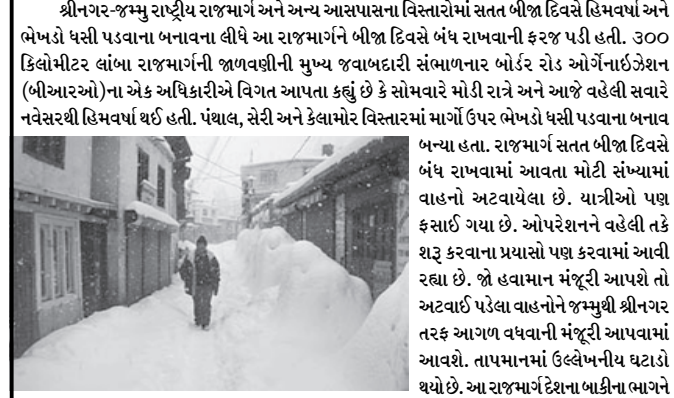 શ્રીનગર-જમ્મુ રાષ્ટ્રીય રાજમાર્ગ અને અન્ય આસપાસના વિસ્તારોમાં સતત બીજા દિવસે હિમવર્ષા અને
ભેખડો ધસી પડવાના બનાવના લીધે આ રાજમાર્ગને બીજા દિવસે બંધ રાખવાની ફરજ પડી હતી. ૩૦૦
કિલોમીટર લાંબા રાજમાર્ગની જાળવણીની મુખ્ય જવાબદારી સંભાળનાર બોર્ડર રોડ ઓર્ગેનાઇઝેશન
(બીઆરઓ)ના એક અધિકારીએ વિગત આપતા કહ્યું છે કે સોમવારે મોડી રાત્રે અને આજે વહેલી સવારે
નવેસરથી હિમવર્ષા થઈ હતી. પંથાલ, સેરી અને કેલામોર વિસ્તારમાં માર્ગો ઉપર ભેખડો ધસી પડવાના બનાવ
બન્યા હતા. રાજમાર્ગ સતત બીજા દિવસે
બંધ રાખવામાં આવતા મોટી સંખ્યામાં
વાહનો અટવાયેલા છે. યાત્રીઓ પણ
ફસાઈ ગયા છે. ઓપરેશનને વહેલી તકે
શરૂ કરવાના પ્રયાસો પણ કરવામાં આવી
રહ્યા છે. જો હવામાન મંજૂરી આપશે તો
અટવાઈ પડેલા વાહનોને જમ્મુથી શ્રીનગર
તરફ આગળ વધવાની મંજૂરી આપવામાં
આવશે. તાપમાનમાં ઉલ્લેખનીય ઘટાડો
થયો છે. આ રાજમાર્ગ દેશના બાકીના ભાગને